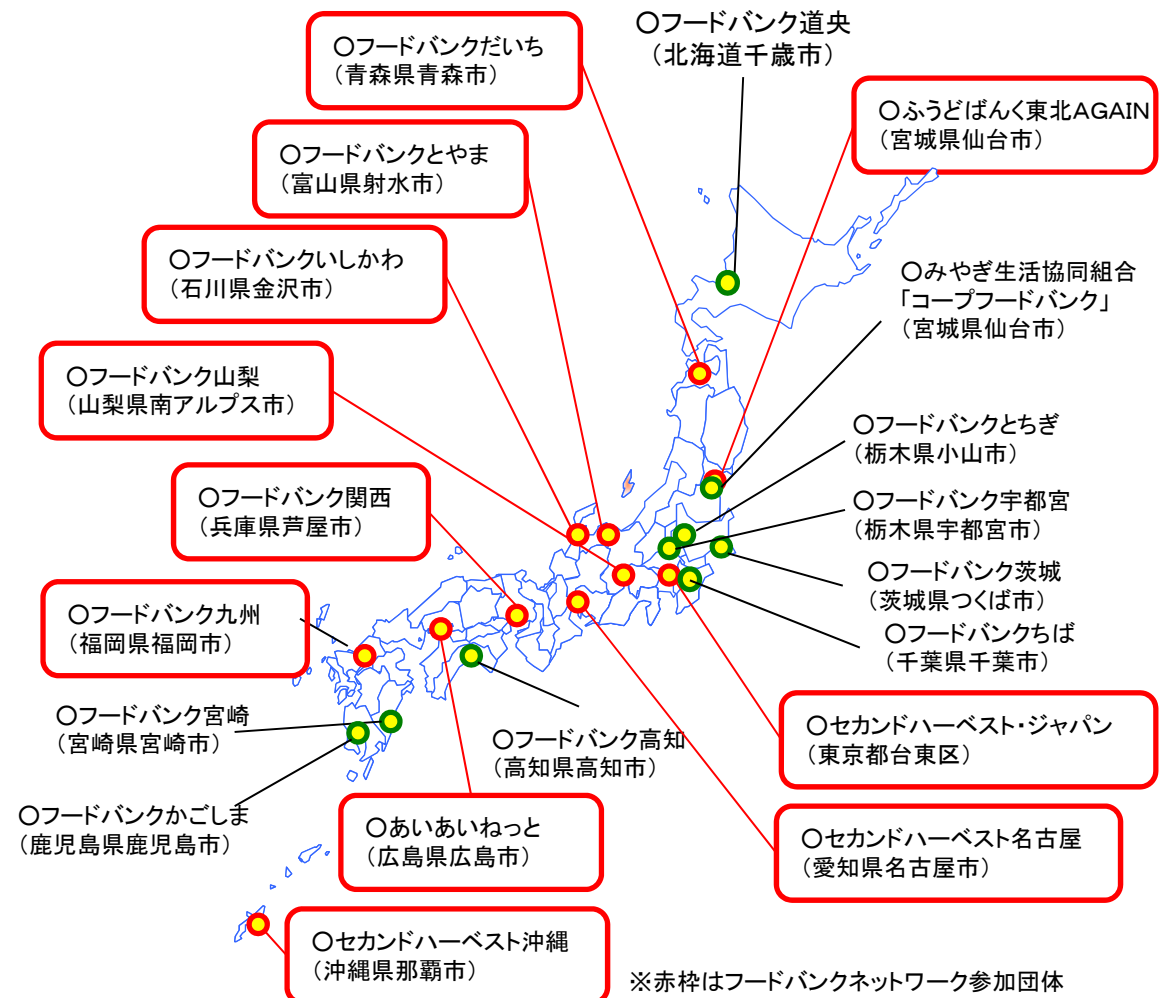 ○フードバンク道央
（北海道千歳市）
○フードバンクだいち
（青森県青森市）
○ふうどばんく東北AGAIN
（宮城県仙台市）
○フードバンクとやま
（富山県射水市）
○フードバンクいしかわ
（石川県金沢市）
○みやぎ生活協同組合
「コープフードバンク」
（宮城県仙台市）
○フードバンク山梨
（山梨県南アルプス市）
○フードバンクとちぎ
（栃木県小山市）
○フードバンク関西
（兵庫県芦屋市）
○フードバンク宇都宮
（栃木県宇都宮市）
○フードバンク茨城
（茨城県つくば市）
○フードバンク九州
（福岡県福岡市）
○フードバンクちば
（千葉県千葉市）
○フードバンク宮崎
（宮崎県宮崎市）
○フードバンク高知
（高知県高知市）
○セカンドハーベスト・ジャパン
（東京都台東区）
○フードバンクかごしま
（鹿児島県鹿児島市）
○あいあいねっと
（広島県広島市）
○セカンドハーベスト名古屋
（愛知県名古屋市）
○セカンドハーベスト沖縄
（沖縄県那覇市）
※赤枠はフードバンクネットワーク参加団体